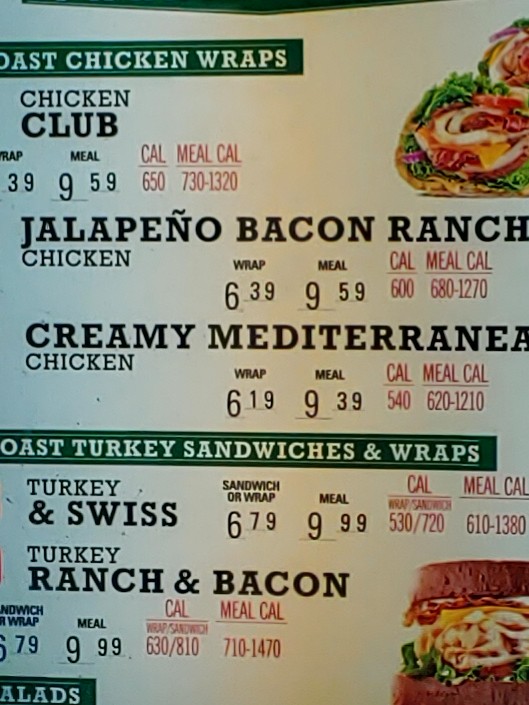 OAST CHICKEN WRAPS
CHICKEN
CLUB
RAP MEAL CAL MEAL CAL
39 9 59 650 730-1320
JALAPEÑO BACON RANCH
CHICKEN
WRAP MEAL CAL MEAL CAL
6 39 9 59 600 680-1270
CREAMY MEDITERRANEA
CHICKEN
WRAP MEAL CAL MEAL CAL
6 19 9 39 540 620-1210
OAST TURKEY SANDWICHES & WRAPS
TURKEY
& SWISS
SANDWICH
OR WRAP MEAL CAL MEAL CAL
WRAP/SANDWICH
6 79 9 99 530/720 610-1380
TURKEY
RANCH & BACON
NDWICH
R WRAP MEAL CAL MEAL CAL
WRAP/SANDWICH
6 79 9 99 630/810 710-1470
ALADS